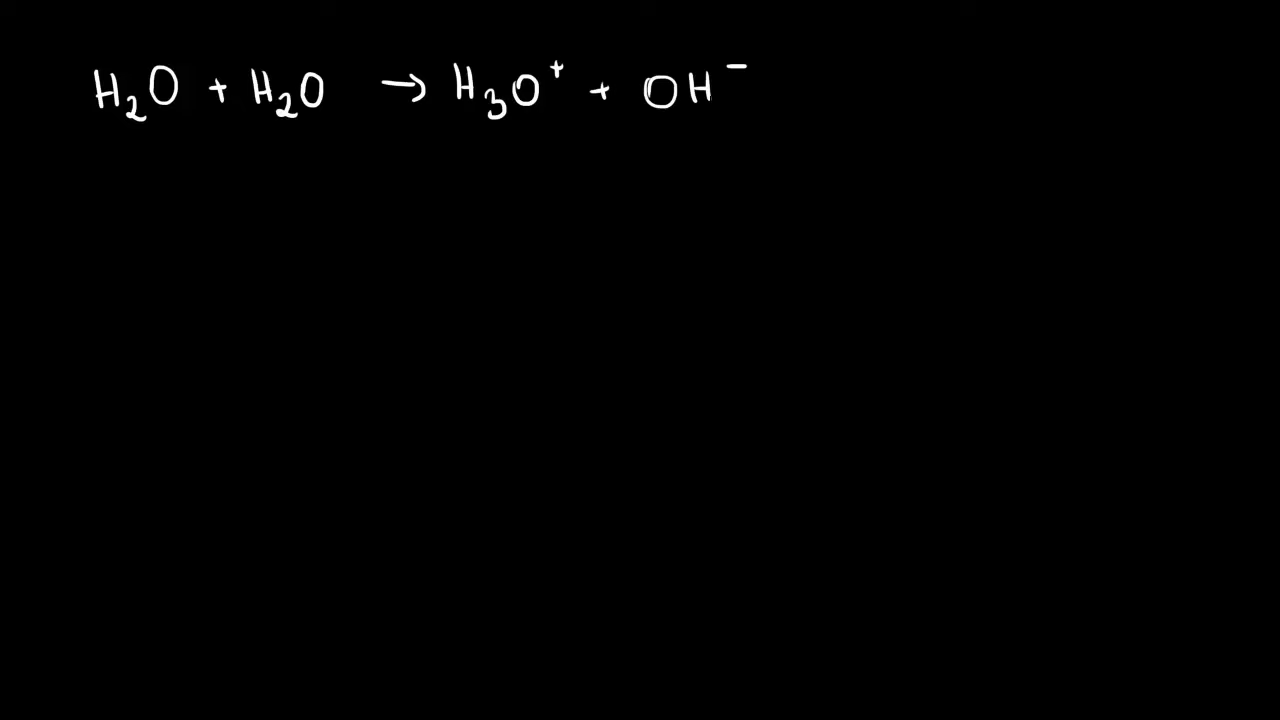 H₂O + H₂O → H₃O⁺ + OH⁻